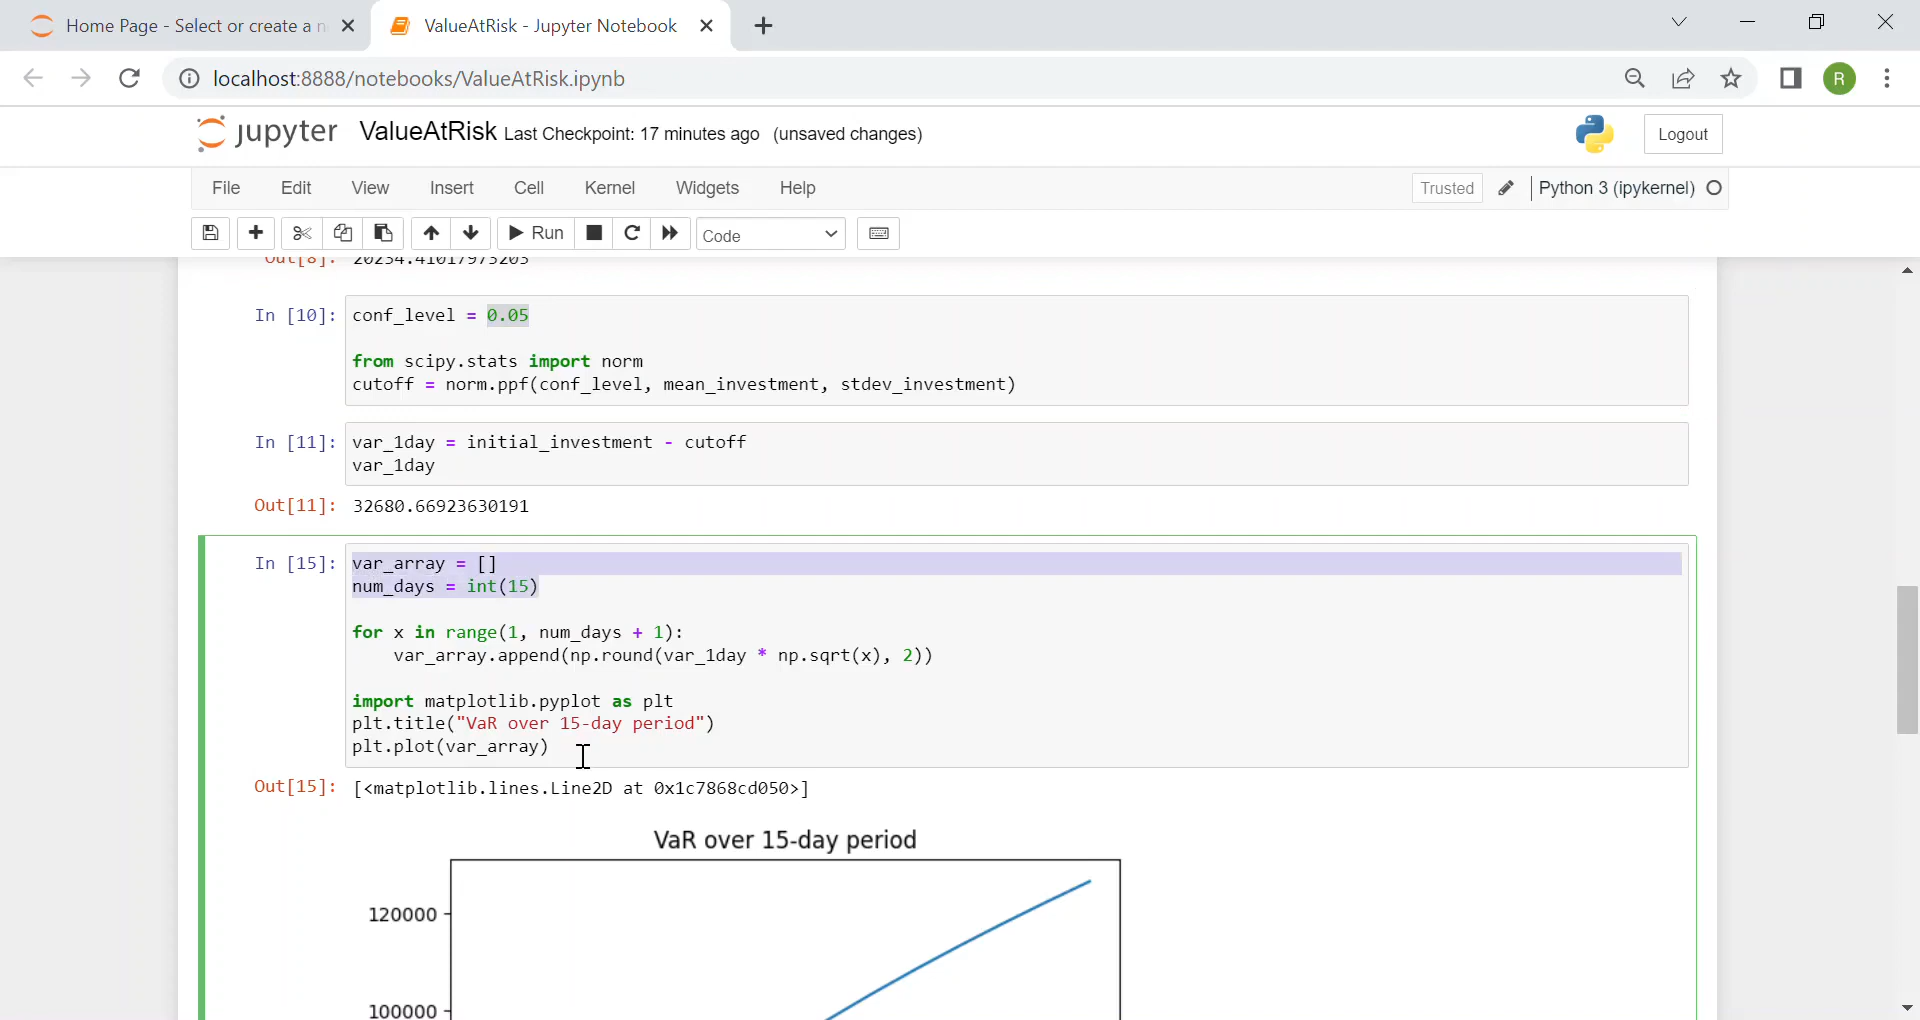 Home Page - Select or create a n
ValueAtRisk - Jupyter Notebook
localhost:8888/notebooks/ValueAtRisk.ipynb
R
jupyter ValueAtRisk Last Checkpoint: 17 minutes ago (unsaved changes)
Logout
File Edit View Insert Cell Kernel Widgets Help
Trusted Python 3 (ipykernel)
Run Code
Out[8]: 20234.41017973203
In [10]: conf_level = 0.05
from scipy.stats import norm
cutoff = norm.ppf(conf_level, mean_investment, stdev_investment)
In [11]: var_1day = initial_investment - cutoff
var_1day
Out[11]: 32680.66923630191
In [15]: var_array = []
num_days = int(15)
for x in range(1, num_days + 1):
var_array.append(np.round(var_1day * np.sqrt(x), 2))
import matplotlib.pyplot as plt
plt.title("VaR over 15-day period")
plt.plot(var_array)
Out[15]: [<matplotlib.lines.Line2D at 0x1c7868cd050>]
VaR over 15-day period
120000
100000